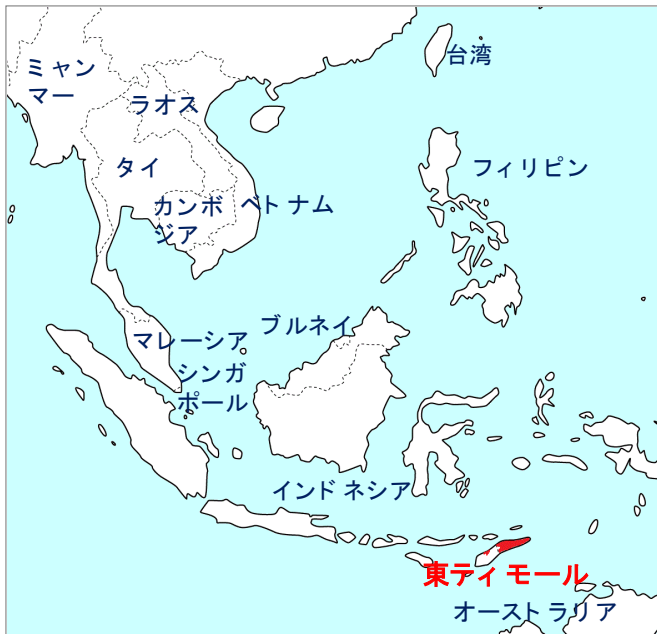 台湾
ミャン
マー
ラオス
タイ
フィリピン
カンボ
ジア
ベトナム
ブルネイ
マレーシア
シンガ
ポール
インドネシア
東ティモール
オーストラリア